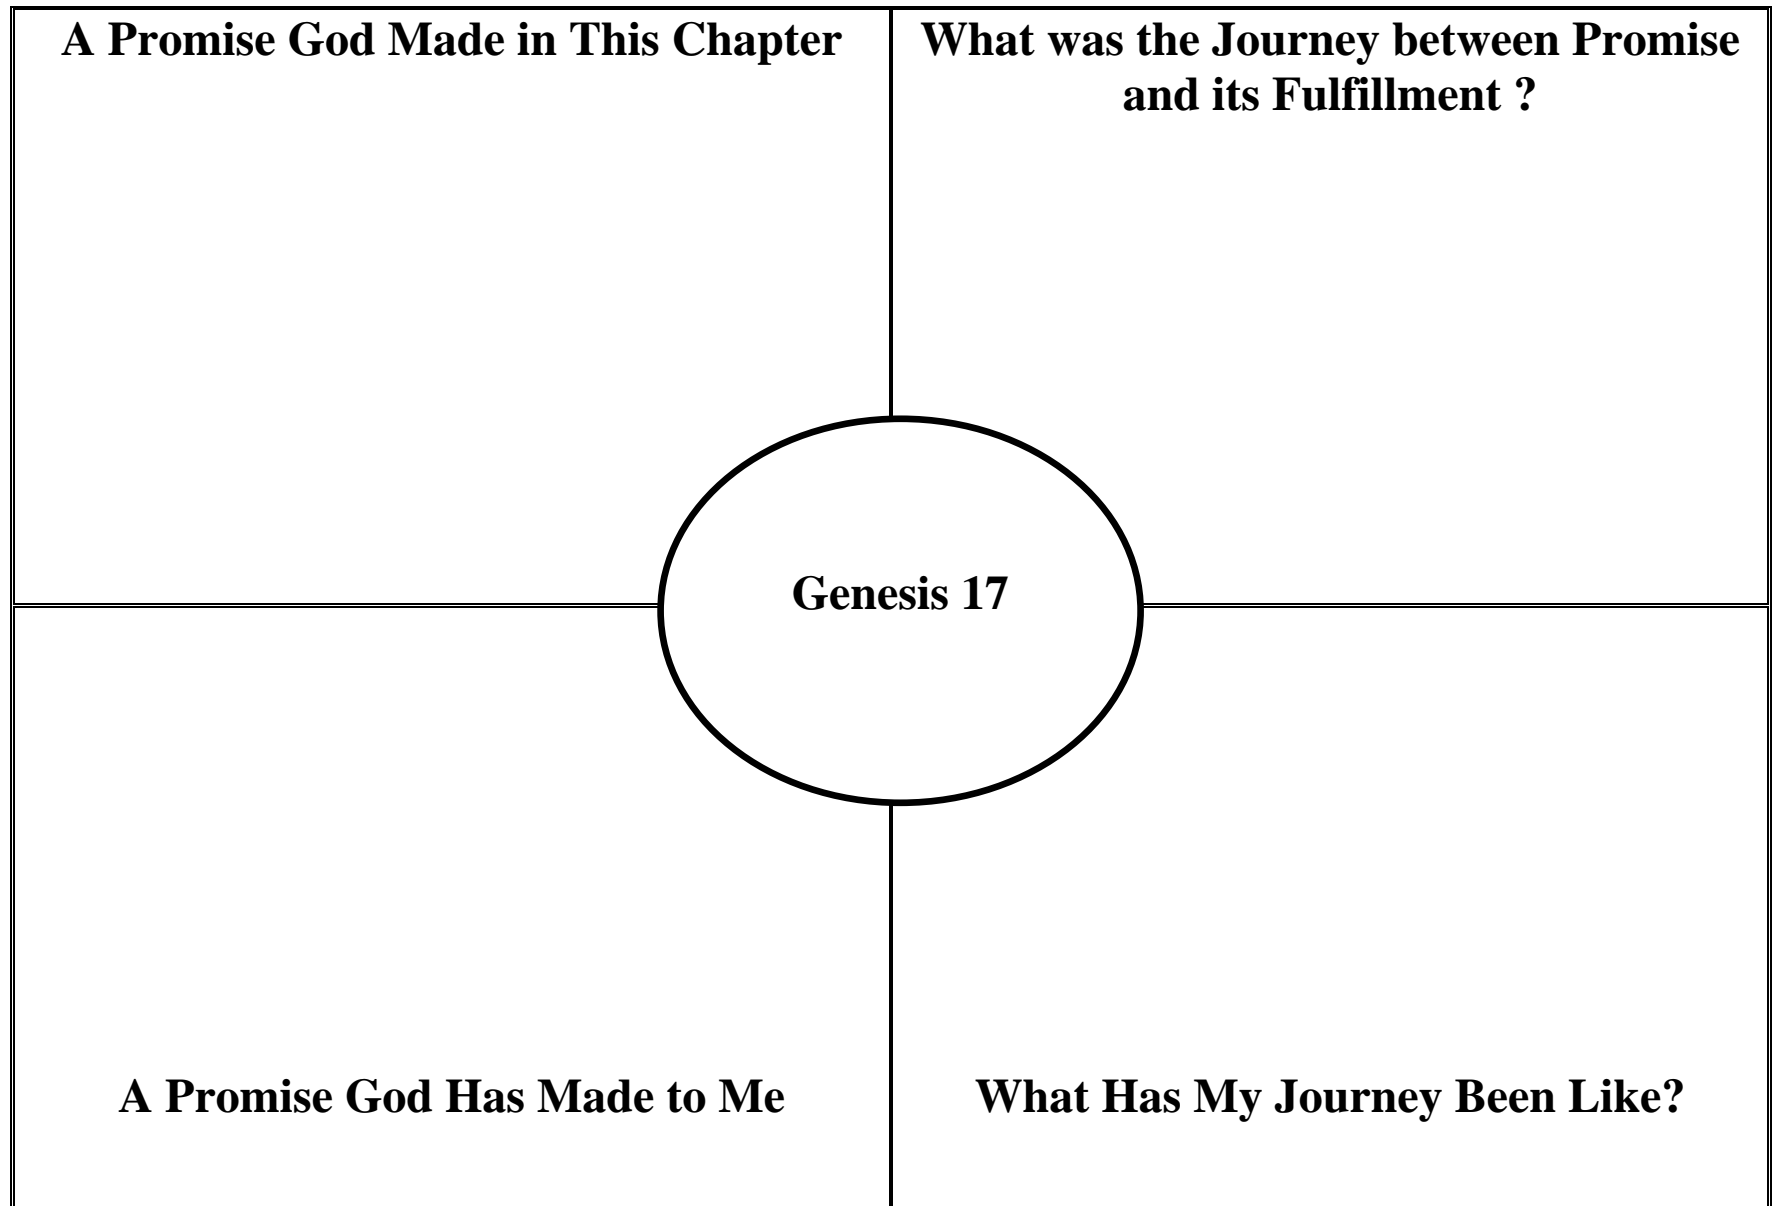 A Promise God Made in This Chapter
What was the Journey between Promise
and its Fulfillment ?
Genesis 17
A Promise God Has Made to Me
What Has My Journey Been Like?